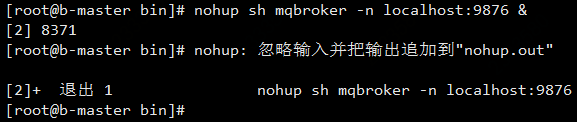 [root@b-master bin]# nohup sh mqbroker -n localhost:9876 &
[2] 8371
[root@b-master bin]# nohup: 忽略输入并把输出追加到"nohup.out"
[2]+  退出 1                nohup sh mqbroker -n localhost:9876
[root@b-master bin]#